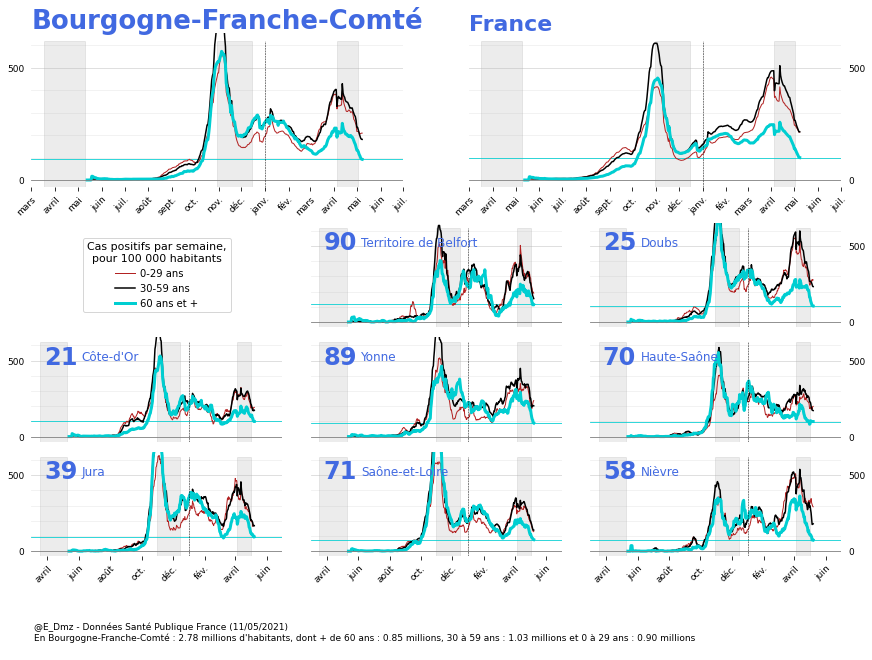 Bourgogne-Franche-Comté
France
500
0
mars avril mai juin juil. août sept. oct. nov. déc. janv. fév. mars avril mai juin juil.
500
0
mars avril mai juin juil. août sept. oct. nov. déc. janv. fév. mars avril mai juin juil.
Cas positifs par semaine,
pour 100 000 habitants
0-29 ans
30-59 ans
60 ans et +
90 Territoire de Belfort
25 Doubs
500
0
21 Côte-d'Or
89 Yonne
70 Haute-Saône
500
0
500
0
39 Jura
71 Saône-et-Loire
58 Nièvre
500
0
500
0
avril juin août oct. déc. fév. avril juin
avril juin août oct. déc. fév. avril juin
avril juin août oct. déc. fév. avril juin
@E_Dmz - Données Santé Publique France (11/05/2021)
En Bourgogne-Franche-Comté : 2.78 millions d'habitants, dont + de 60 ans : 0.85 millions, 30 à 59 ans : 1.03 millions et 0 à 29 ans : 0.90 millions